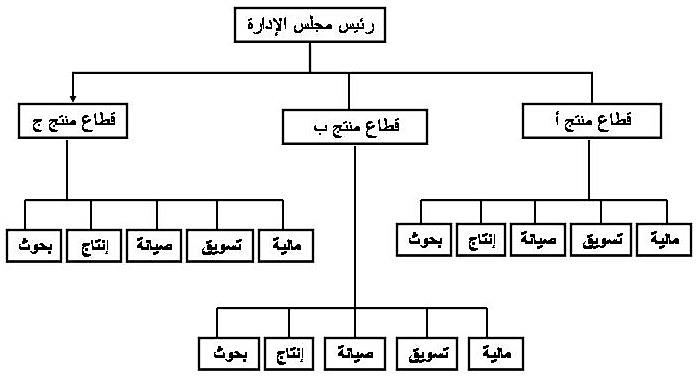 رئيس مجلس الإدارة
قطاع منتج أ
قطاع منتج ب
قطاع منتج ج
مالية
تسويق
صيانة
إنتاج
بحوث
مالية
تسويق
صيانة
إنتاج
بحوث
مالية
تسويق
صيانة
إنتاج
بحوث